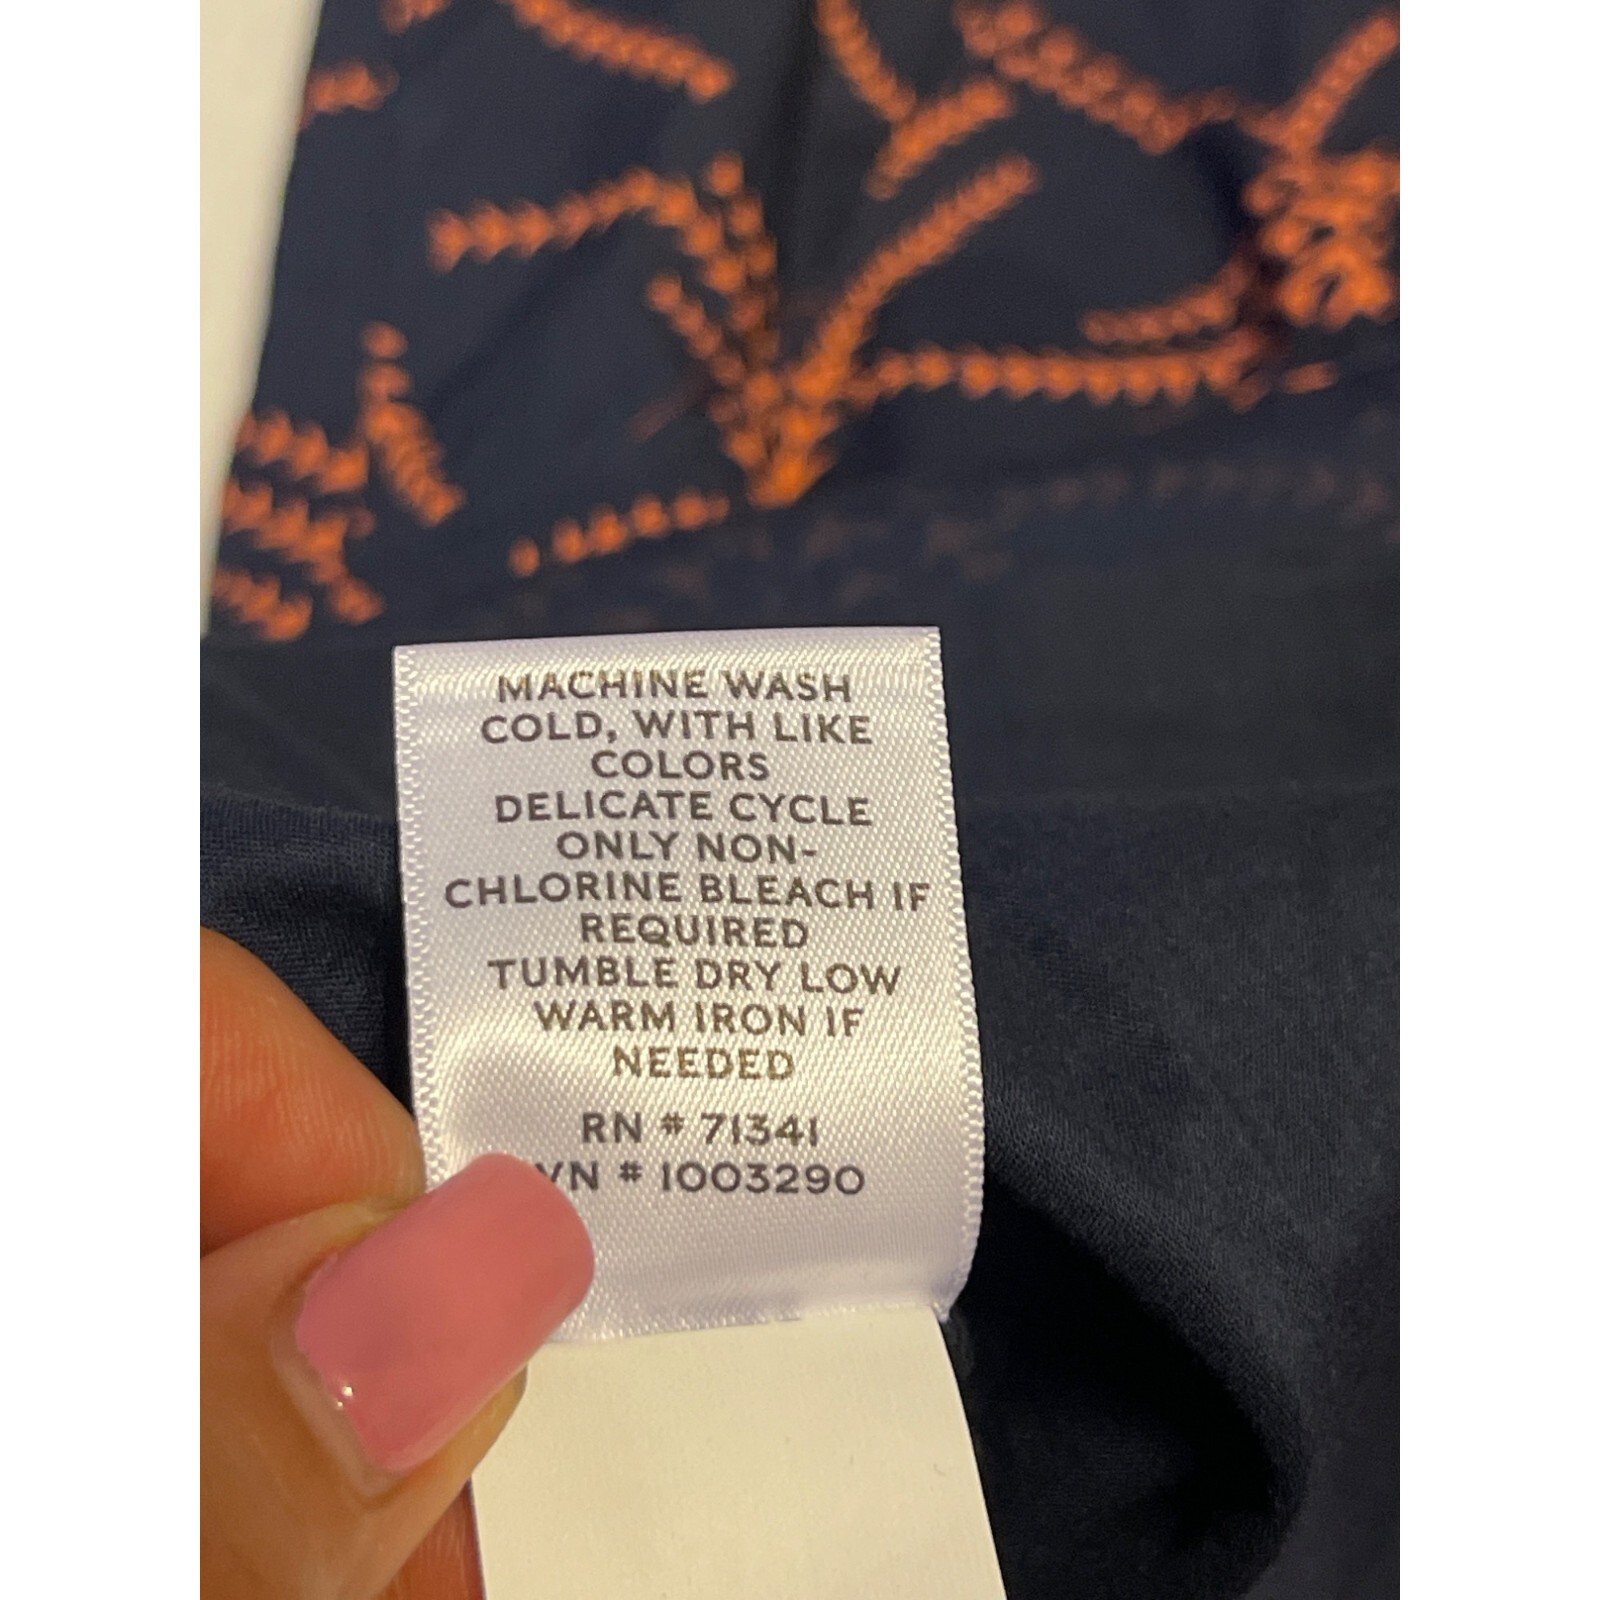 MACHINE WASH
COLD, WITH LIKE
COLORS
DELICATE CYCLE
ONLY NON-
CHLORINE BLEACH IF
REQUIRED
TUMBLE DRY LOW
WARM IRON IF
NEEDED
RN # 71341
# 1003290